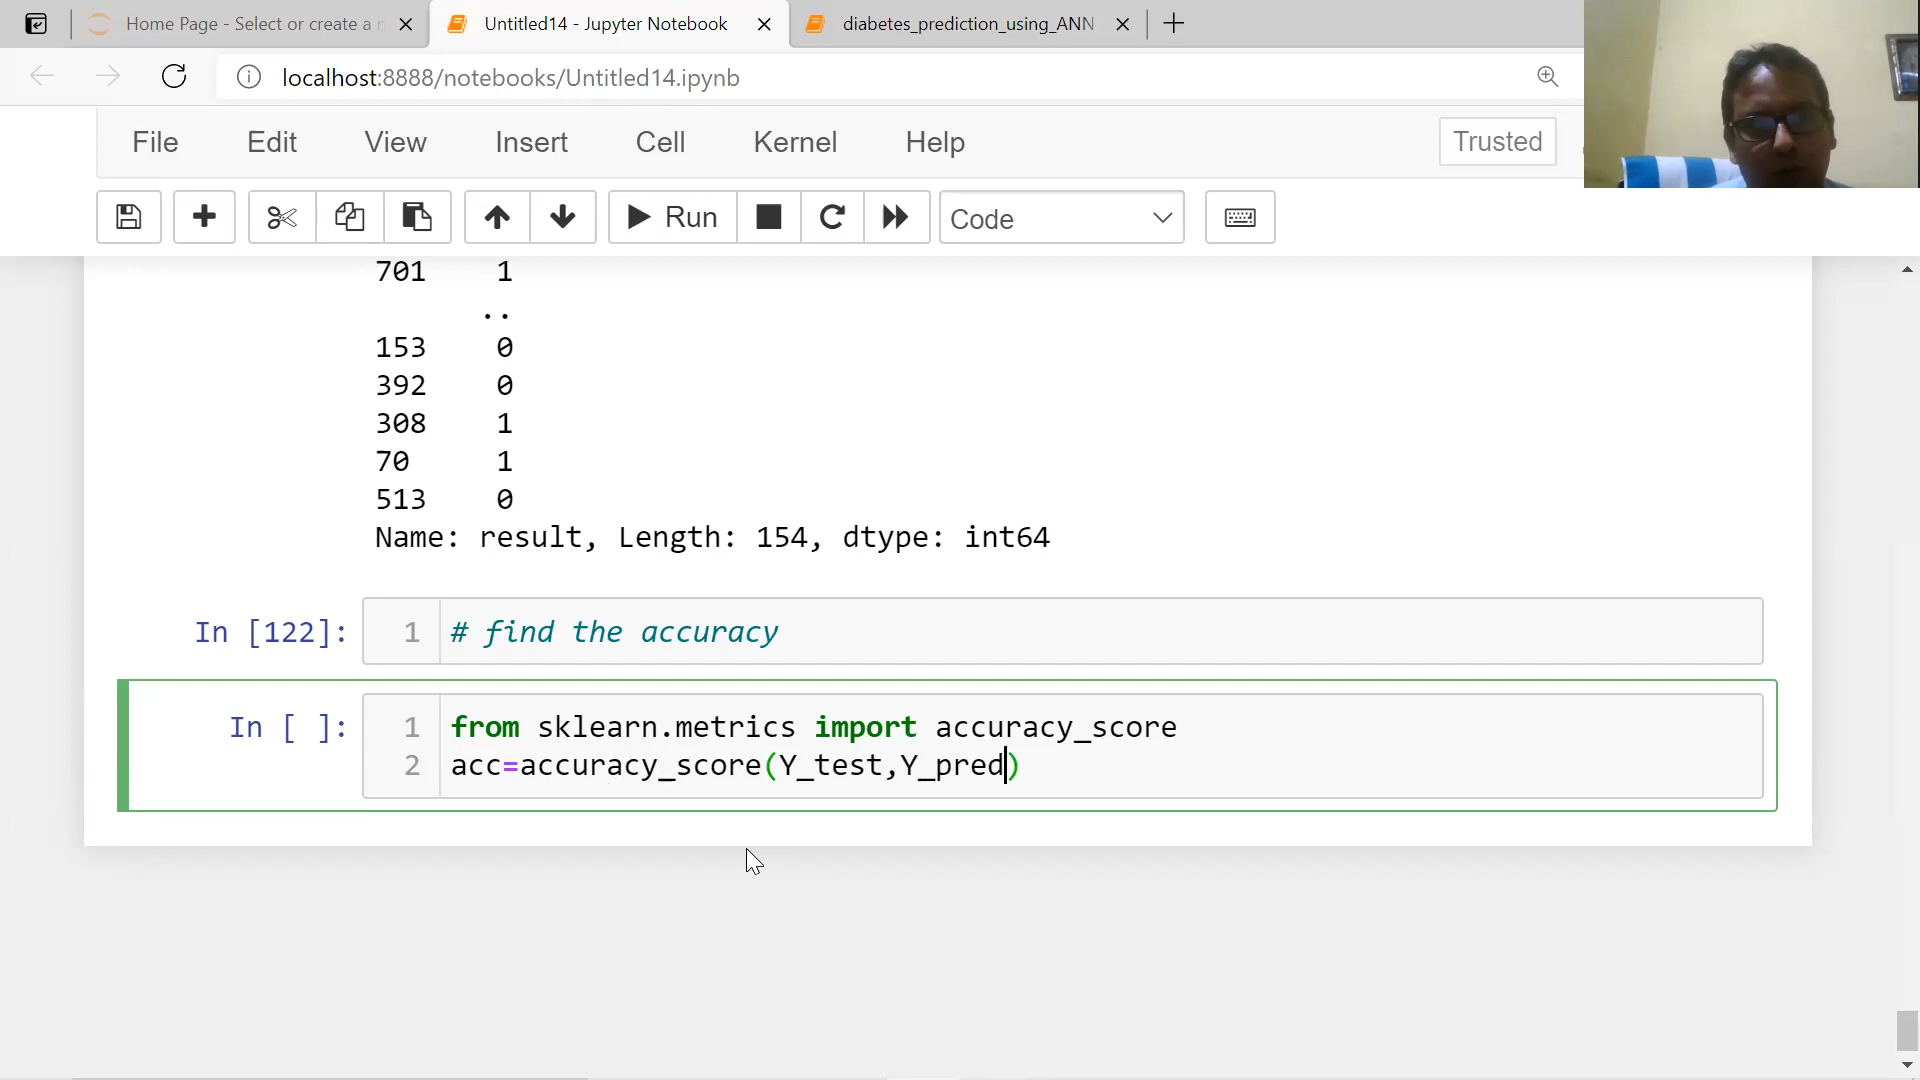 Home Page - Select or create a n
Untitled14 - Jupyter Notebook
diabetes_prediction_using_ANN
localhost:8888/notebooks/Untitled14.ipynb
File Edit View Insert Cell Kernel Help
Trusted
Run
Code
701 1
..
153 0
392 0
308 1
70 1
513 0
Name: result, Length: 154, dtype: int64
In [122]: 1 # find the accuracy
In [ ]: 1 from sklearn.metrics import accuracy_score
2 acc=accuracy_score(Y_test,Y_pred)